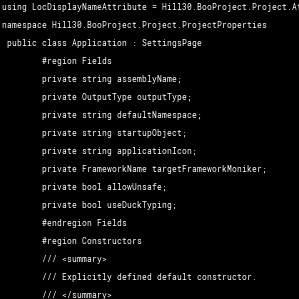 using LocDisplayNameAttribute = Hill30.BooProject.Project.At
namespace Hill30.BooProject.Project.ProjectProperties
public class Application : SettingsPage
#region Fields
private string assemblyName;
private OutputType outputType;
private string defaultNamespace;
private string startupObject;
private string applicationIcon;
private FrameworkName targetFrameworkMoniker;
private bool allowUnsafe;
private bool useDuckTyping;
#endregion Fields
#region Constructors
/// <summary>
/// Explicitly defined default constructor.
/// </summary>